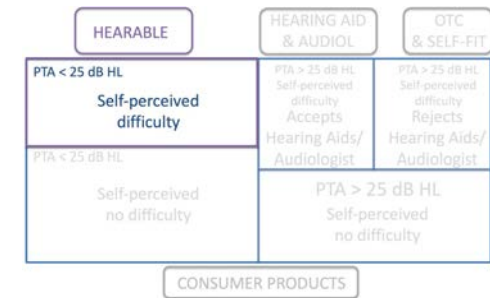 HEARABLE
HEARING AID
& AUDIOL
OTC
& SELF-FIT
PTA < 25 dB HL
Self-perceived
difficulty
PTA > 25 dB HL
Self-perceived
difficulty
Accepts
Hearing Aids/
Audiologist
PTA > 25 dB HL
Self-perceived
difficulty
Rejects
Hearing Aids/
Audiologist
PTA < 25 dB HL
Self-perceived
no difficulty
PTA > 25 dB HL
Self-perceived
no difficulty
CONSUMER PRODUCTS